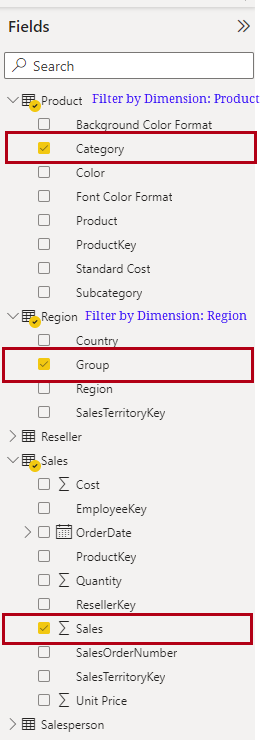 Fields
Search
Product Filter by Dimension: Product
Background Color Format
Category
Color
Font Color Format
Product
ProductKey
Standard Cost
Subcategory
Region Filter by Dimension: Region
Country
Group
Region
SalesTerritoryKey
Reseller
Sales
Σ Cost
EmployeeKey
OrderDate
ProductKey
Σ Quantity
ResellerKey
Σ Sales
SalesOrderNumber
SalesTerritoryKey
Σ Unit Price
Salesperson